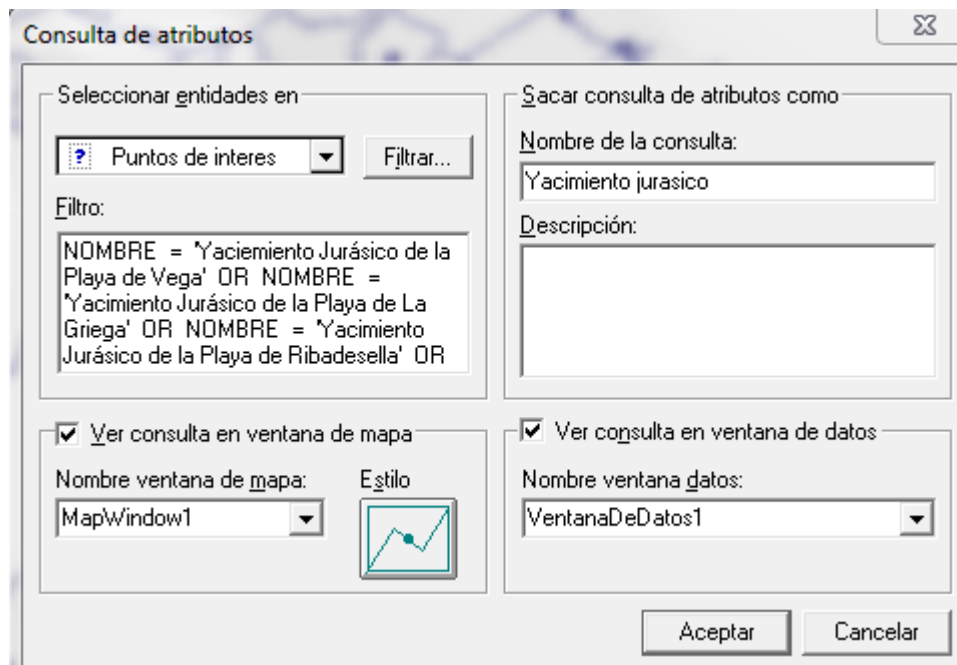 Consulta de atributos
Seleccionar entidades en
? Puntos de interes
Filtrar...
Filtro:
NOMBRE = 'Yaciemiento Jurásico de la
Playa de Vega' OR NOMBRE =
'Yacimiento Jurásico de la Playa de La
Griega' OR NOMBRE = 'Yacimiento
Jurásico de la Playa de Ribadesella' OR
Sacar consulta de atributos como
Nombre de la consulta:
Yacimiento jurasico
Descripción:
Ver consulta en ventana de mapa
Nombre ventana de mapa:
Estilo
MapWindow1
Ver consulta en ventana de datos
Nombre ventana datos:
VentanaDeDatos1
Aceptar
Cancelar